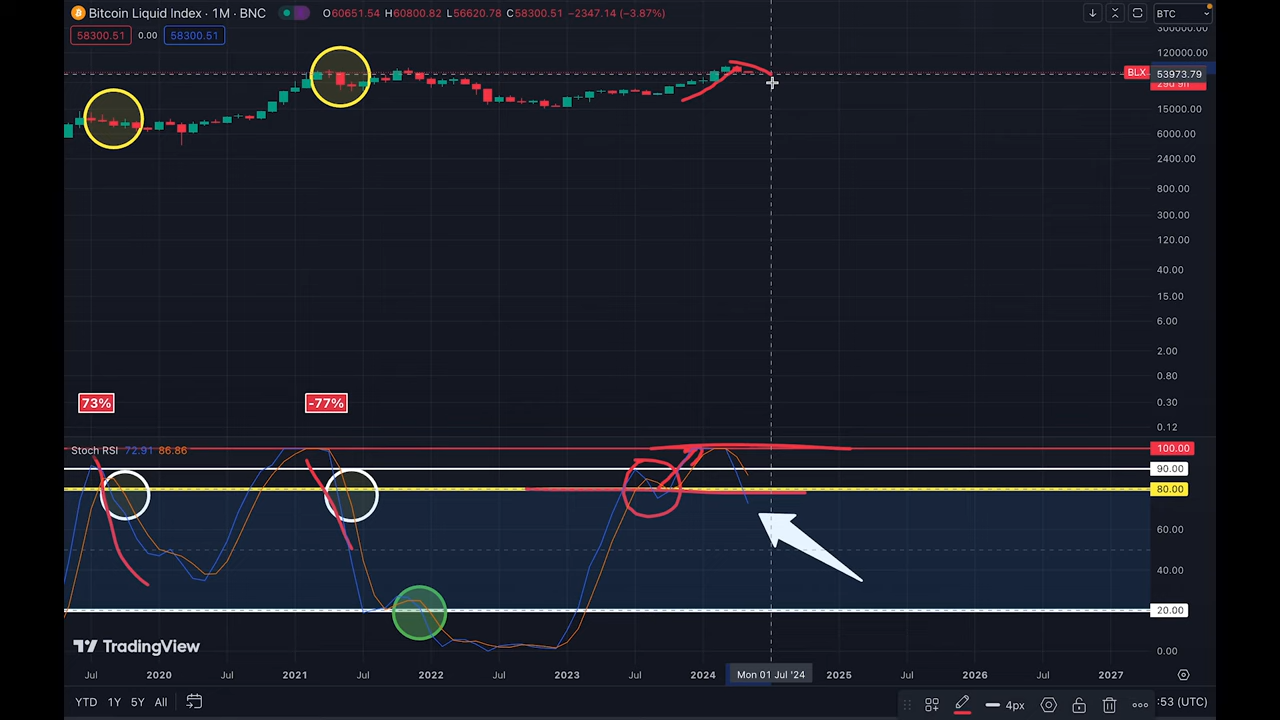 Bitcoin Liquid Index · 1M · BNC O60651.54 H60800.82 L56620.78 C58300.51 −2347.14 (−3.87%) BTC
58300.51 0.00 58300.51
300000.00
120000.00
BLX 53973.79
15000.00
6000.00
2400.00
800.00
300.00
120.00
40.00
15.00
6.00
2.00
0.80
73% -77% 0.30
0.12
Stoch RSI 72.91 86.86 100.00
90.00
80.00
60.00
40.00
20.00
TradingView 0.00
Jul 2020 Jul 2021 Jul 2022 Jul 2023 Jul 2024 Mon 01 Jul '24 2025 Jul 2026 Jul 2027
YTD 1Y 5Y All 4px :53 (UTC)